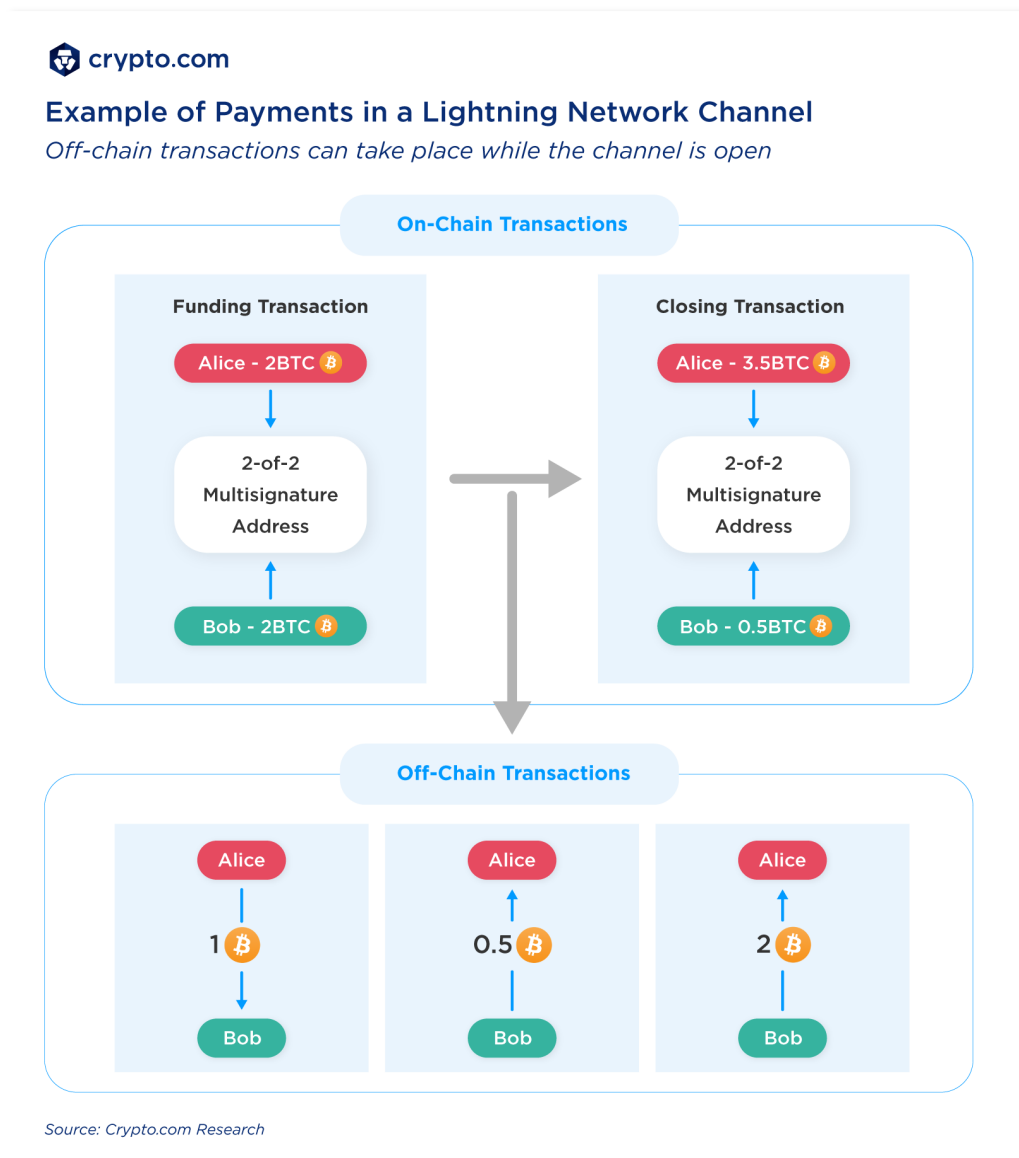 crypto.com
Example of Payments in a Lightning Network Channel
Off-chain transactions can take place while the channel is open
On-Chain Transactions
Funding Transaction
Alice - 2BTC
2-of-2
Multisignature
Address
Bob - 2BTC
Closing Transaction
Alice - 3.5BTC
2-of-2
Multisignature
Address
Bob - 0.5BTC
Off-Chain Transactions
Alice
1
Bob
Alice
0.5
Bob
Alice
2
Bob
Source: Crypto.com Research